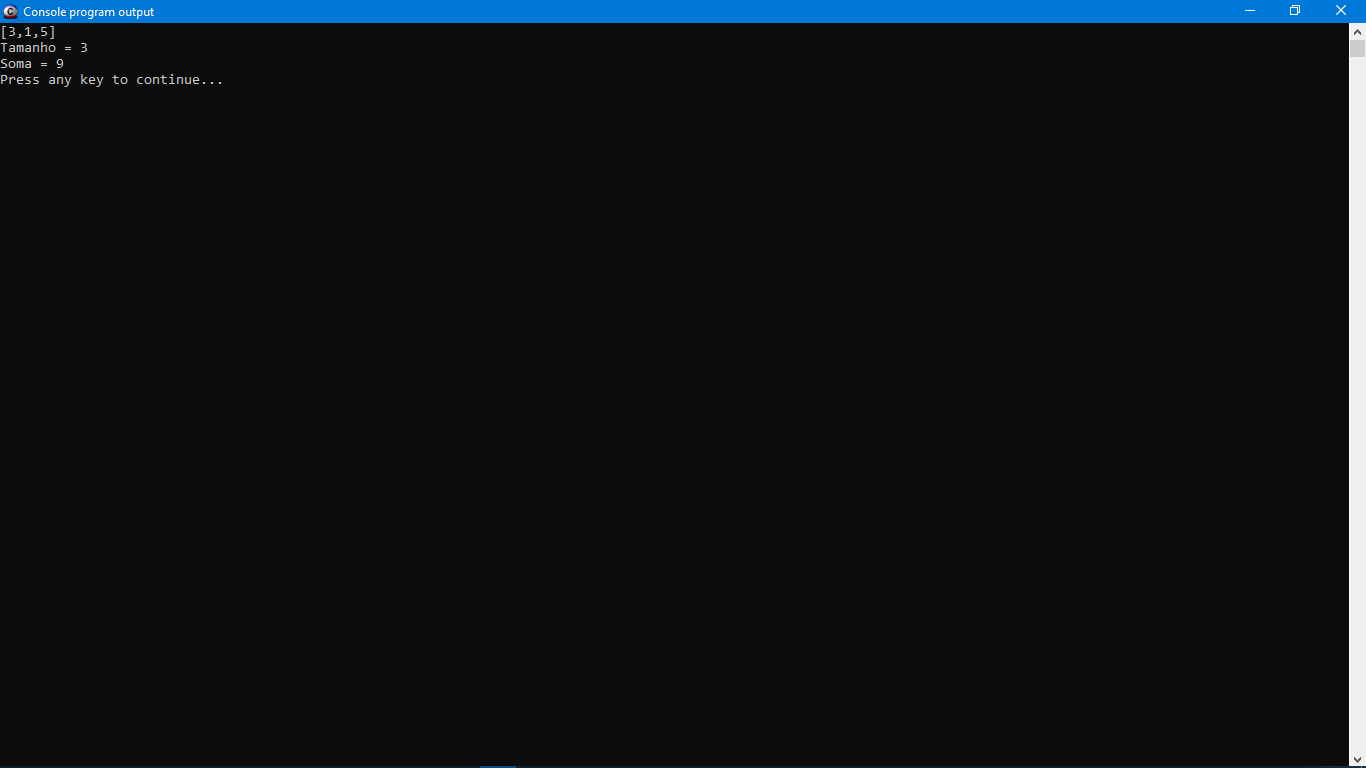 Console program output
[3,1,5]
Tamanho = 3
Soma = 9
Press any key to continue...